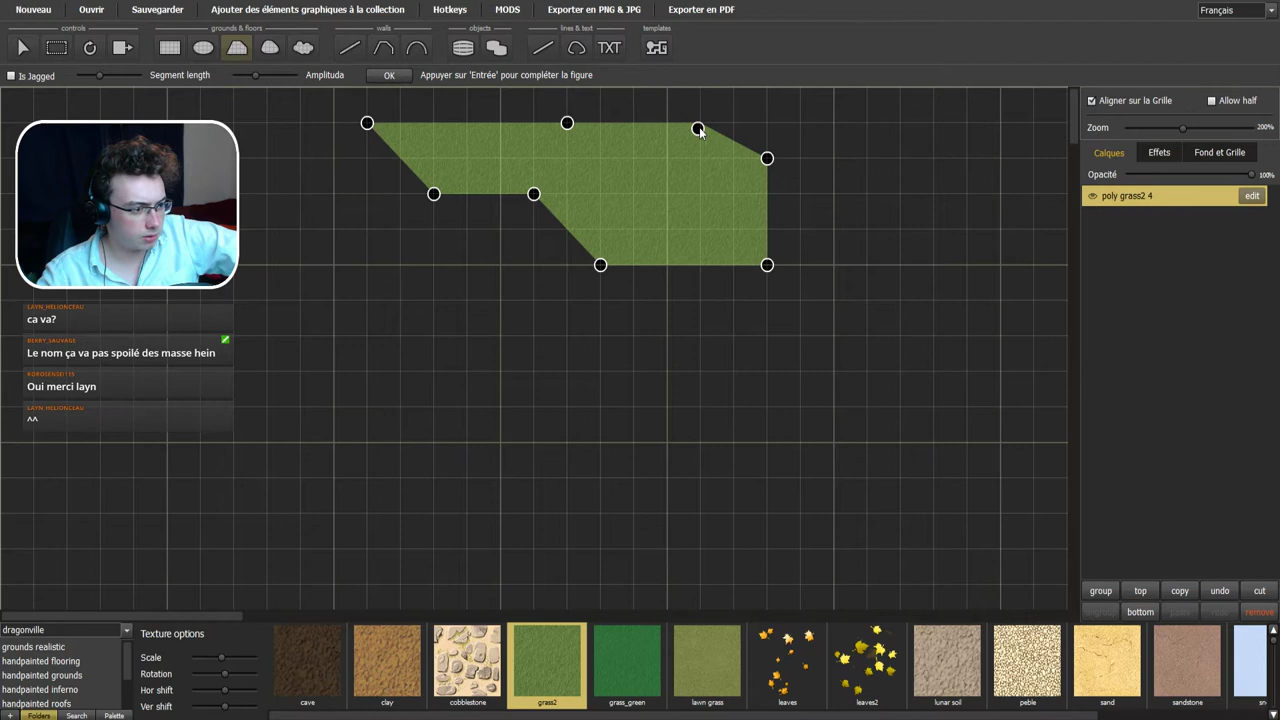 Nouveau Ouvrir Sauvegarder Ajouter des éléments graphiques à la collection Hotkeys MODS Exporter en PNG & JPG Exporter en PDF Français
controls grounds & floors walls objects lines & text templates
TXT
Is Jagged Segment length Amplituda OK Appuyer sur 'Entrée' pour compléter la figure
Aligner sur la Grille Allow half
Zoom 200%
Calques Effets Fond et Grille
Opacité 100%
poly grass2 4 edit
LAYN_HELIONCEAU
ca va?
BERRY_SAUVAGE
Le nom ça va pas spoilé des masse hein
Oui merci layn
LAYN_HELIONCEAU
^^
group top copy undo cut
bottom remove
dragonville
grounds realistic
handpainted flooring
handpainted grounds
handpainted inferno
handpainted roofs
+ Folders Search Palette
Texture options
Scale
Rotation
Hor shift
Ver shift
cave clay cobblestone grass2 grass_green lawn grass leaves leaves2 lunar soil peble sand sandstone sn